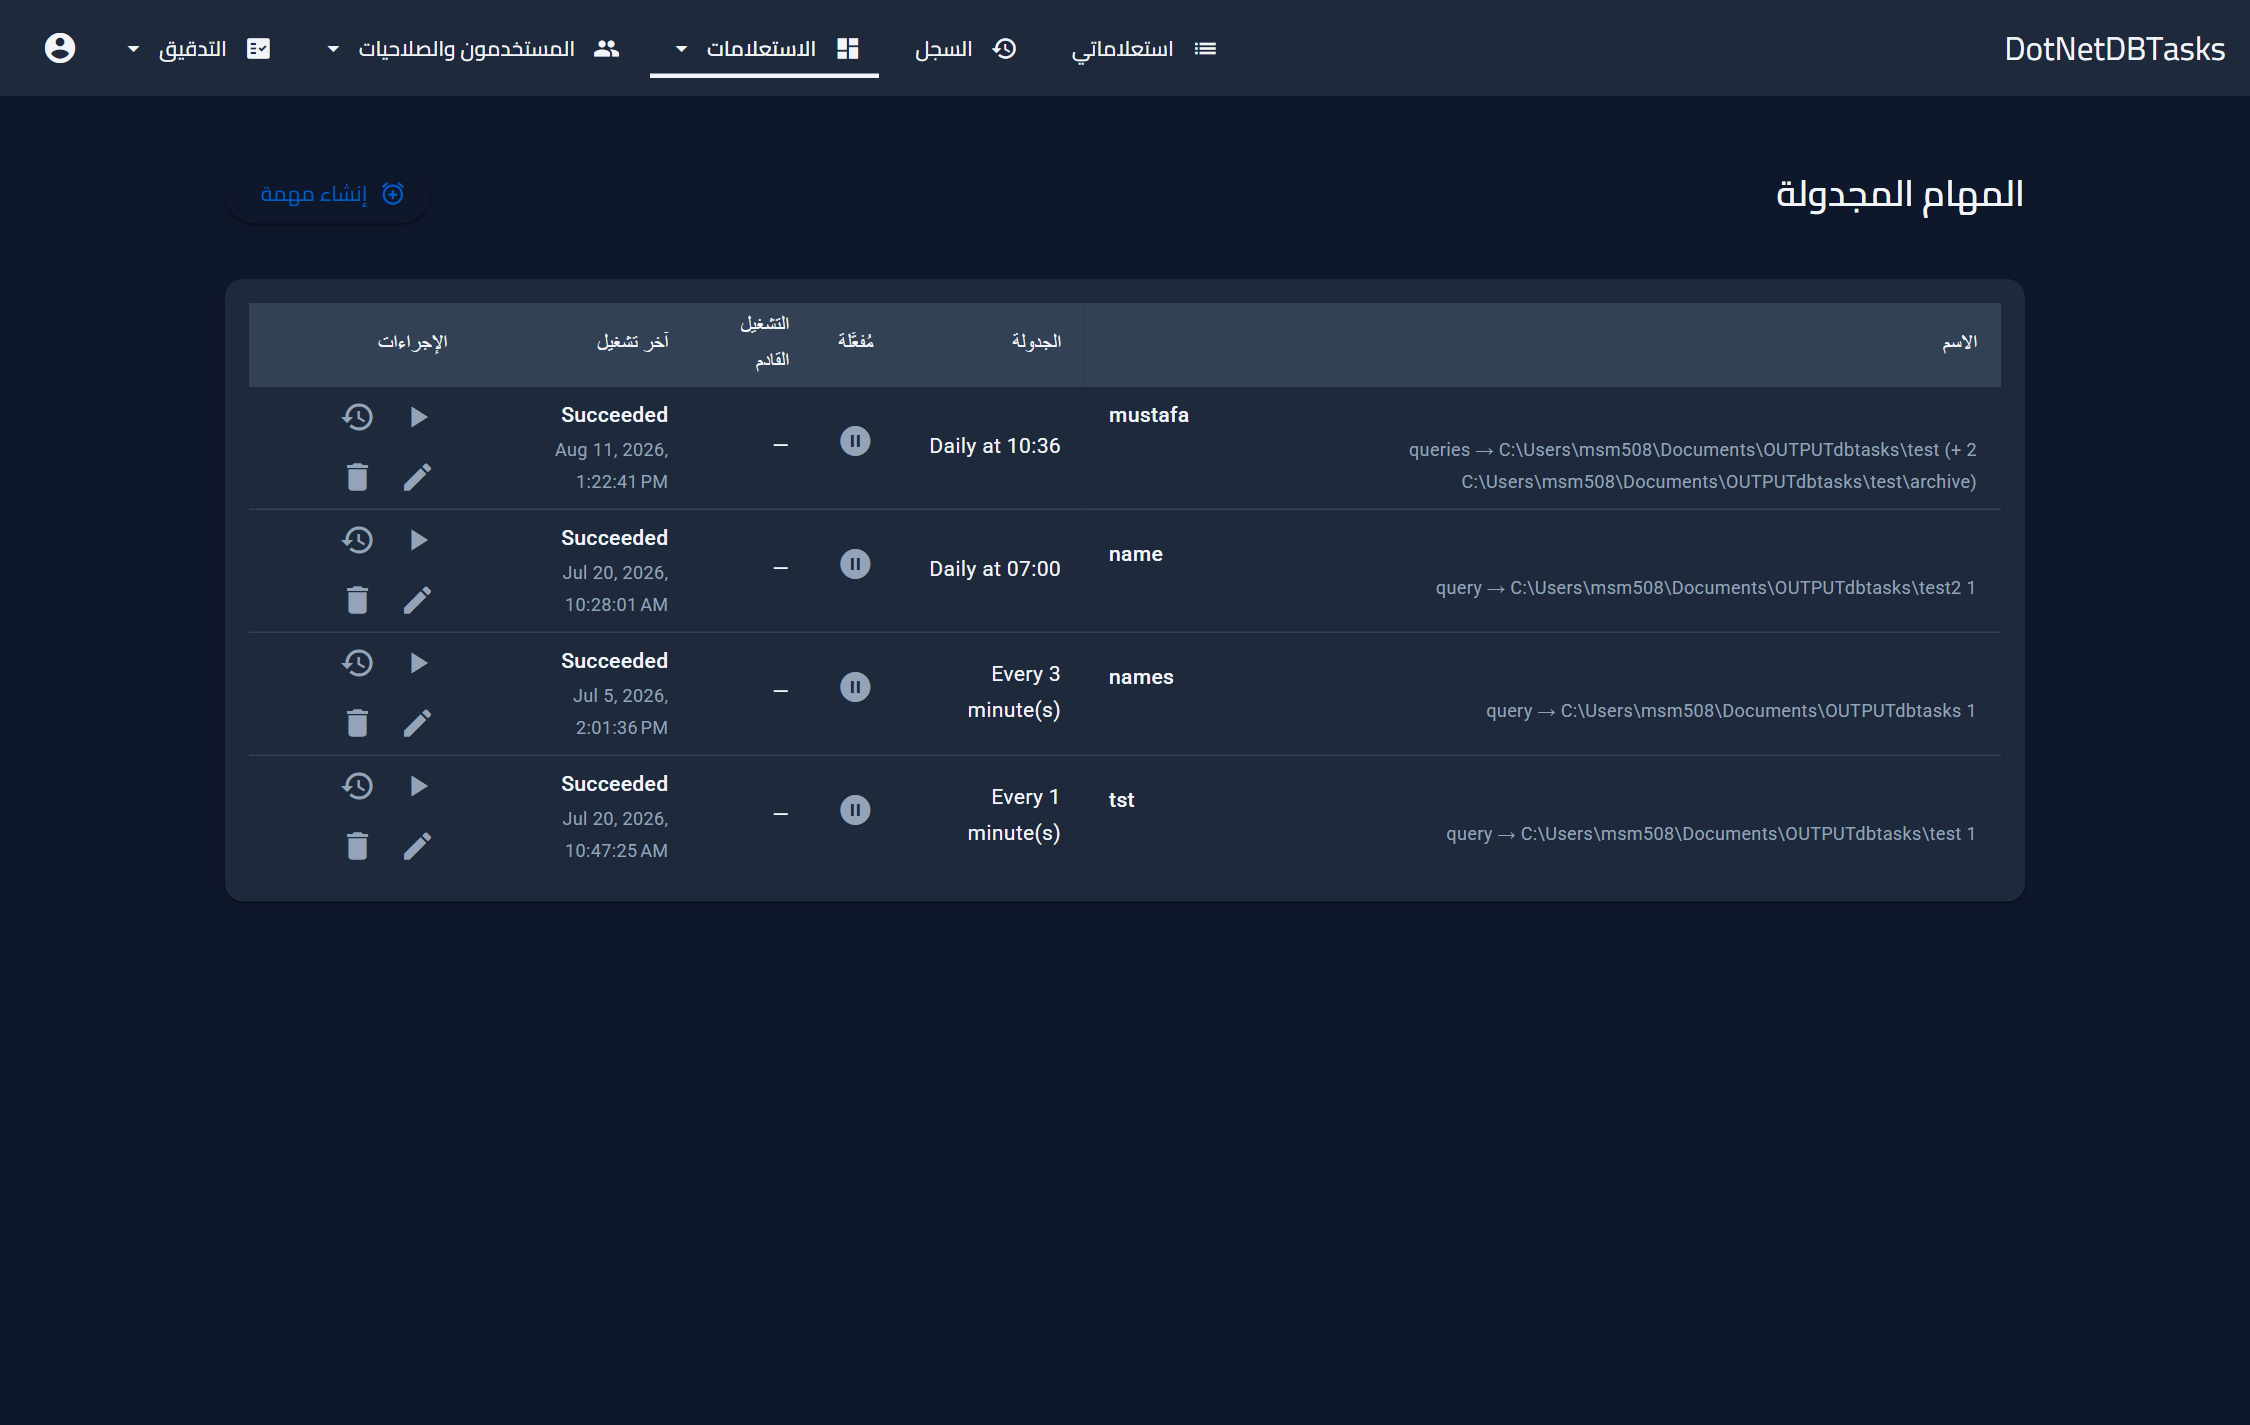 DotNetDBTasks
استعلاماتي
السجل
الاستعلامات
المستخدمون والصلاحيات
التدقيق
المهام المجدولة
إنشاء مهمة
الاسم
الجدولة
مُفعّلة
التشغيل
القادم
آخر تشغيل
الإجراءات
mustafa
queries → C:\Users\msm508\Documents\OUTPUTdbtasks\test (+ 2
C:\Users\msm508\Documents\OUTPUTdbtasks\test\archive)
Daily at 10:36
—
Succeeded
Aug 11, 2026,
1:22:41 PM
name
query → C:\Users\msm508\Documents\OUTPUTdbtasks\test2 1
Daily at 07:00
—
Succeeded
Jul 20, 2026,
10:28:01 AM
names
query → C:\Users\msm508\Documents\OUTPUTdbtasks 1
Every 3
minute(s)
—
Succeeded
Jul 5, 2026,
2:01:36 PM
tst
query → C:\Users\msm508\Documents\OUTPUTdbtasks\test 1
Every 1
minute(s)
—
Succeeded
Jul 20, 2026,
10:47:25 AM